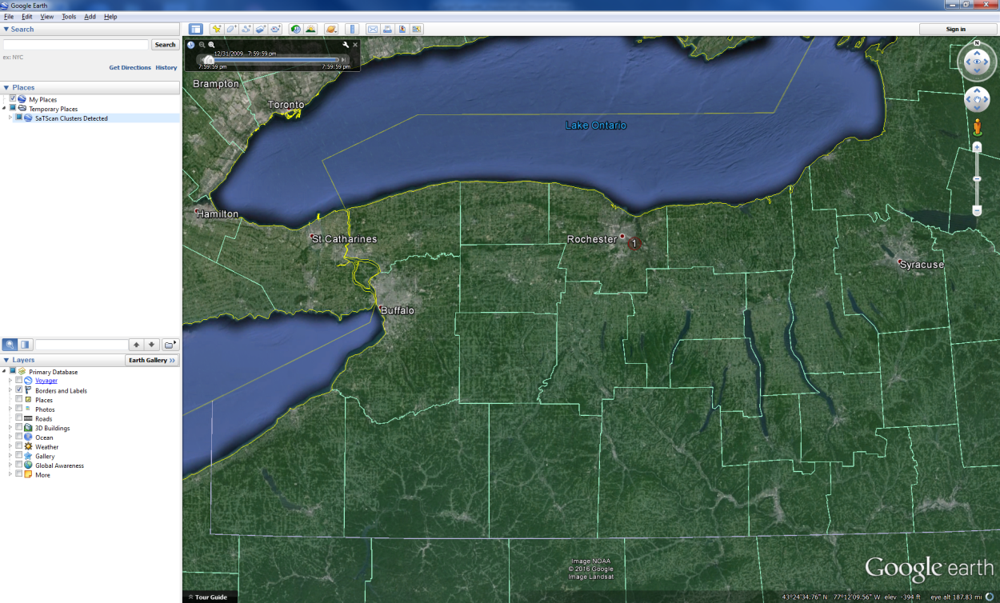 Google Earth
File Edit View Tools Add Help
Search
Sign in
Search
ex: NYC
Get Directions History
Places
My Places
Temporary Places
SaTScan Clusters Detected
Layers
Earth Gallery >>
Primary Database
Voyager
Borders and Labels
Places
Photos
Roads
3D Buildings
Ocean
Weather
Gallery
Global Awareness
More
12/31/2009 7:59:59 pm
7:59:59 pm 7:59:59 pm
N
Brampton
Toronto
Lake Ontario
Hamilton
St Catharines
Rochester
1
Syracuse
Buffalo
Image NOAA
© 2016 Google
Image Landsat
Google earth
Tour Guide
43°24'34.76" N 77°12'09.56" W elev -394 ft eye alt 187.83 mi